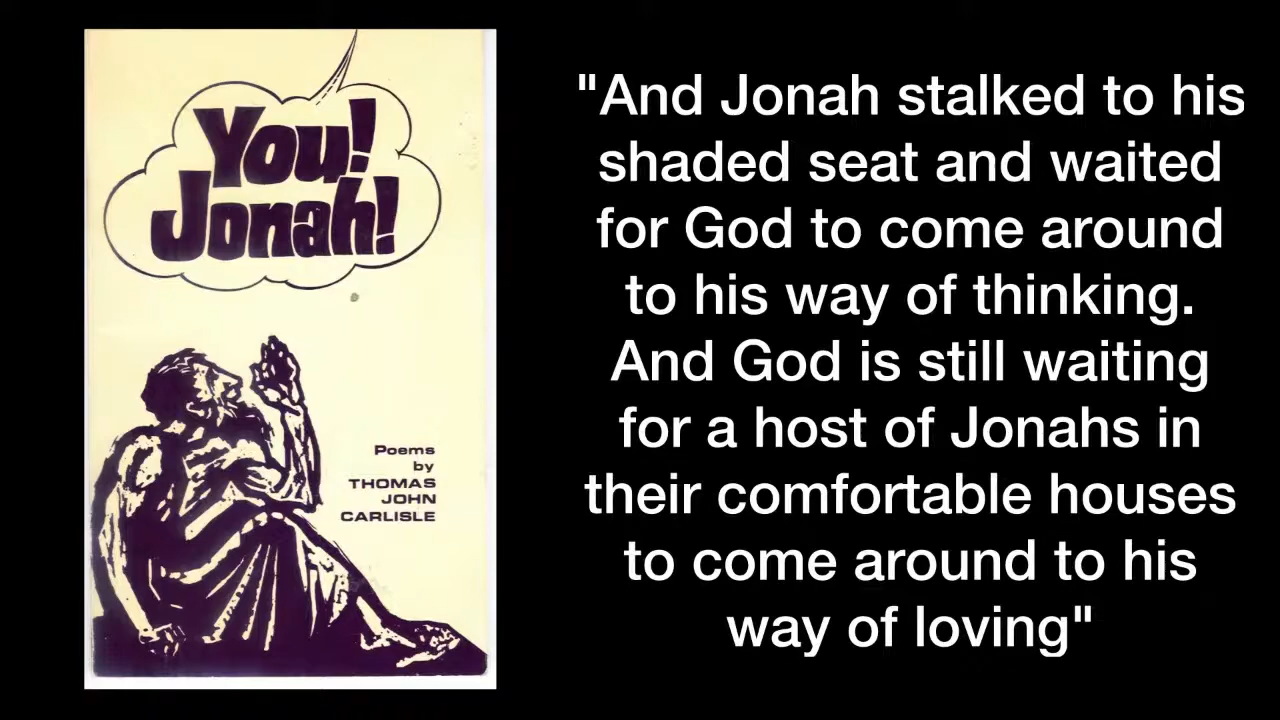 You!
Jonah!
Poems
by
THOMAS
JOHN
CARLISLE
"And Jonah stalked to his
shaded seat and waited
for God to come around
to his way of thinking.
And God is still waiting
for a host of Jonahs in
their comfortable houses
to come around to his
way of loving"